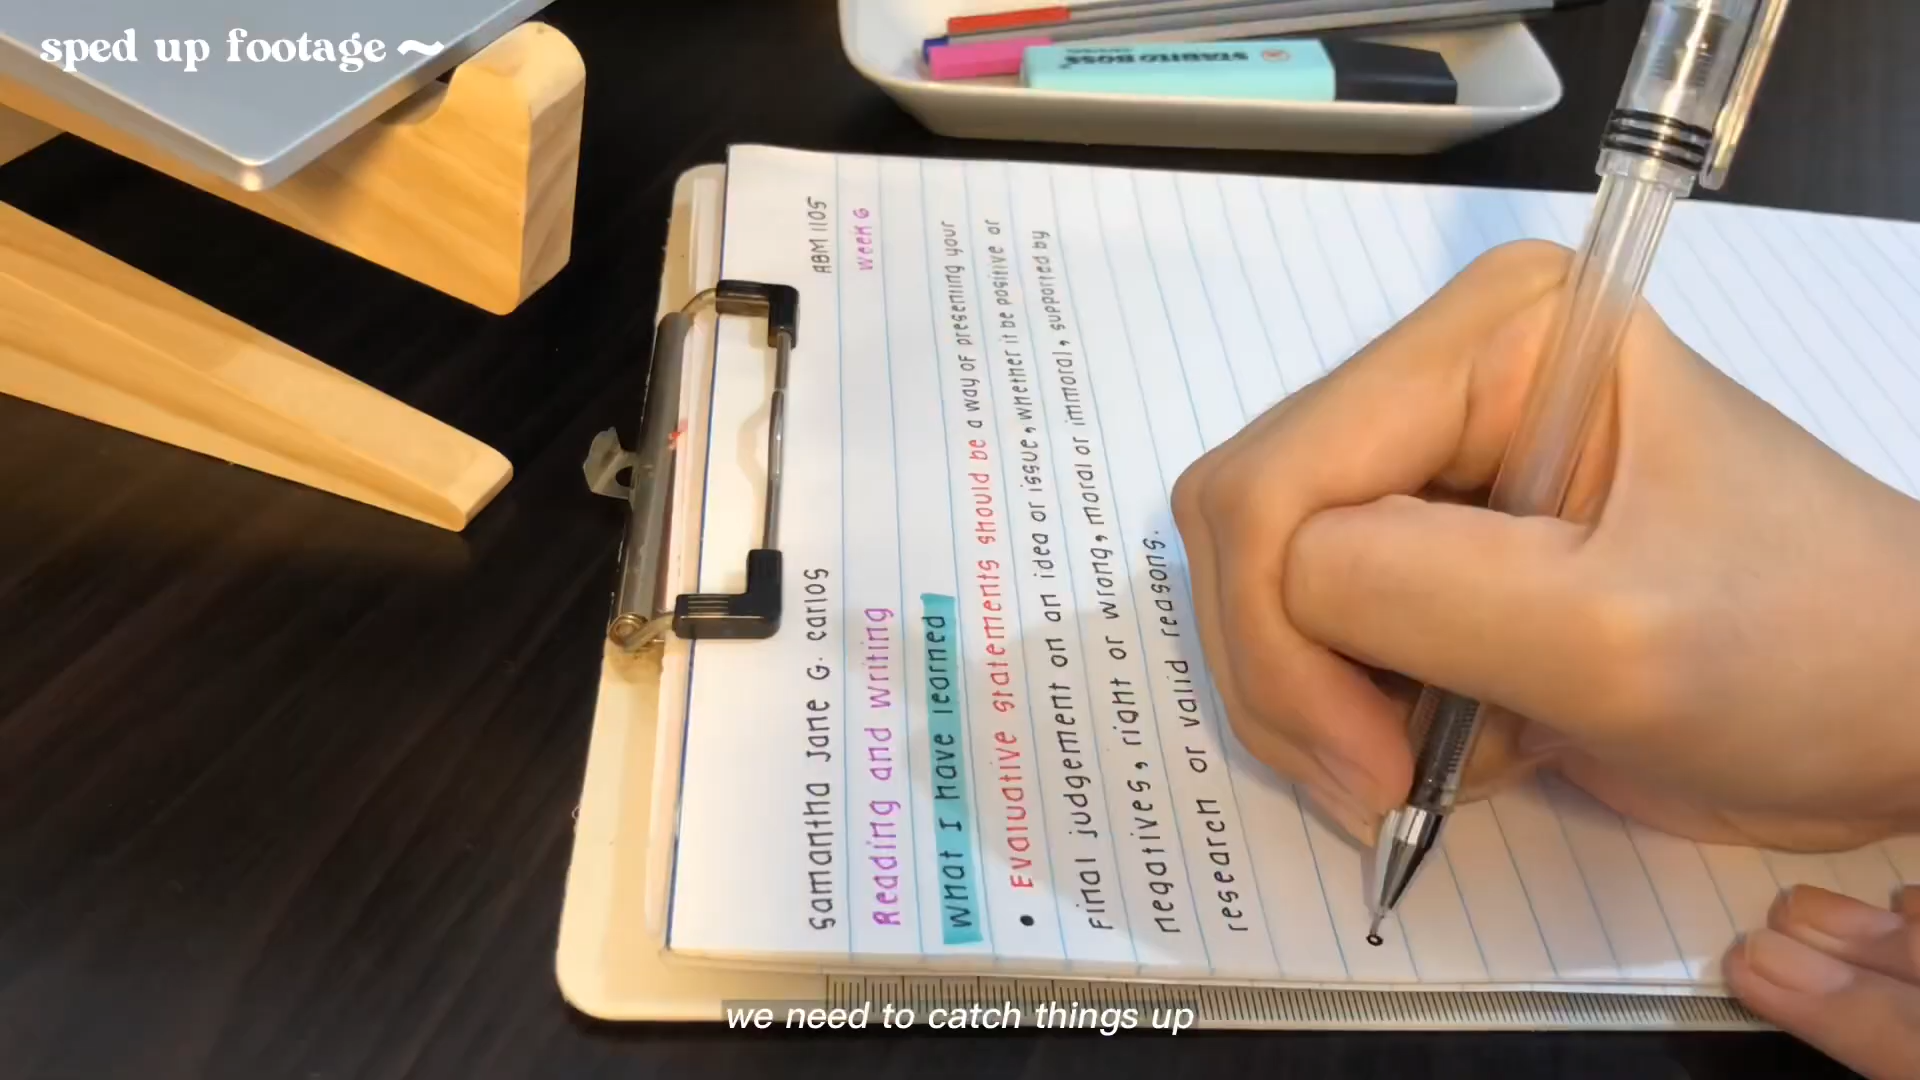 sped up footage ~
STABILO BOSS
Samantha Jane G. Carlos ABM 1105
Reading and Writing Week 6
What I have learned
• Evaluative statements should be a way of presenting your
final judgement on an idea or issue, whether it be positive or
negatives, right or wrong, moral or immoral, supported by
research or valid reasons.
we need to catch things up